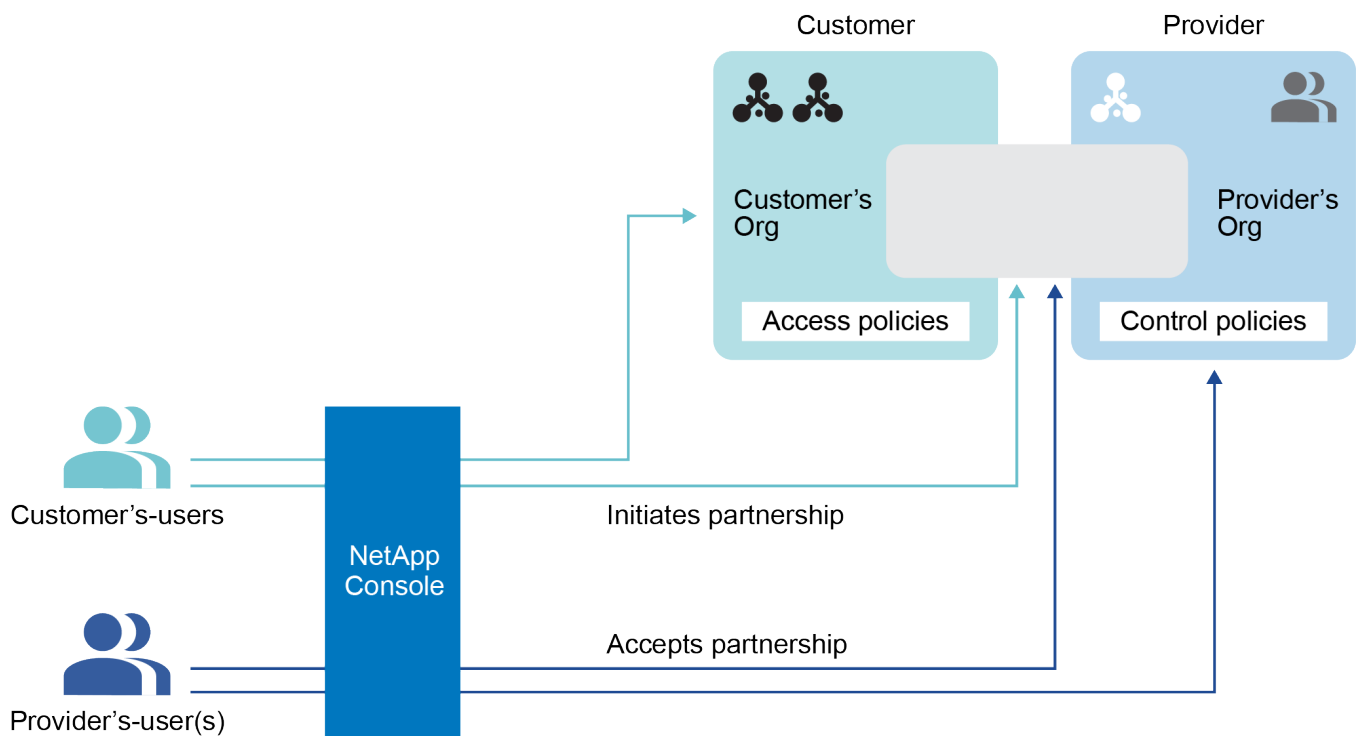 Customer
Provider
Customer’s
Org
Provider’s
Org
Access policies
Control policies
Customer’s-users
Initiates partnership
NetApp
Console
Accepts partnership
Provider’s-user(s)